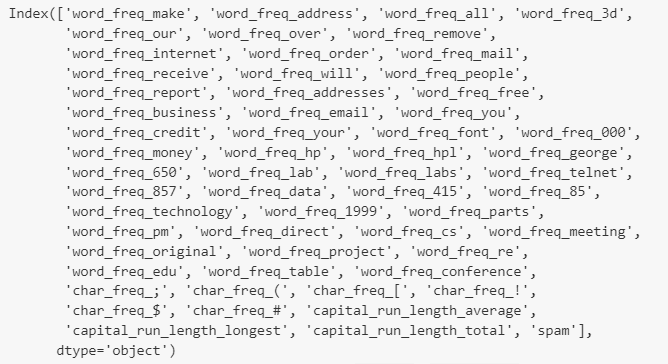 Index(['word_freq_make', 'word_freq_address', 'word_freq_all', 'word_freq_3d',
'word_freq_our', 'word_freq_over', 'word_freq_remove',
'word_freq_internet', 'word_freq_order', 'word_freq_mail',
'word_freq_receive', 'word_freq_will', 'word_freq_people',
'word_freq_report', 'word_freq_addresses', 'word_freq_free',
'word_freq_business', 'word_freq_email', 'word_freq_you',
'word_freq_credit', 'word_freq_your', 'word_freq_font', 'word_freq_000',
'word_freq_money', 'word_freq_hp', 'word_freq_hpl', 'word_freq_george',
'word_freq_650', 'word_freq_lab', 'word_freq_labs', 'word_freq_telnet',
'word_freq_857', 'word_freq_data', 'word_freq_415', 'word_freq_85',
'word_freq_technology', 'word_freq_1999', 'word_freq_parts',
'word_freq_pm', 'word_freq_direct', 'word_freq_cs', 'word_freq_meeting',
'word_freq_original', 'word_freq_project', 'word_freq_re',
'word_freq_edu', 'word_freq_table', 'word_freq_conference',
'char_freq_;', 'char_freq_(', 'char_freq_[', 'char_freq_!',
'char_freq_$', 'char_freq_#', 'capital_run_length_average',
'capital_run_length_longest', 'capital_run_length_total', 'spam'],
dtype='object')